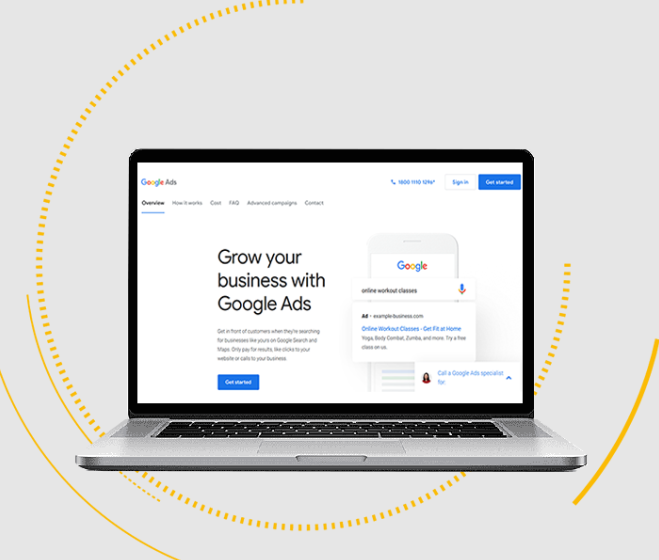 Google Ads
1800 1110 1296*
Sign in
Get started
Overview
How it works
Cost
FAQ
Advanced campaigns
Contact
Grow your
business with
Google Ads
Get in front of customers when they're searching
for businesses like yours on Google Search and
Maps. Only pay for results, like clicks to your
website or calls to your business.
Get started
Google
online workout classes
Ad - example-business.com
Online Workout Classes - Get Fit at Home
Yoga, Body Combat, Zumba, and more. Try a free
class on us.
Call a Google Ads specialist
for